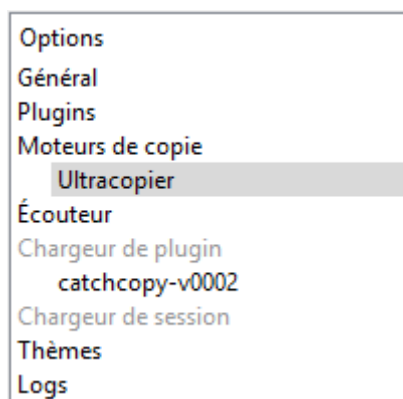 Options
Général
Plugins
Moteurs de copie
Ultracopier
Écouteur
Chargeur de plugin
catchcopy-v0002
Chargeur de session
Thèmes
Logs